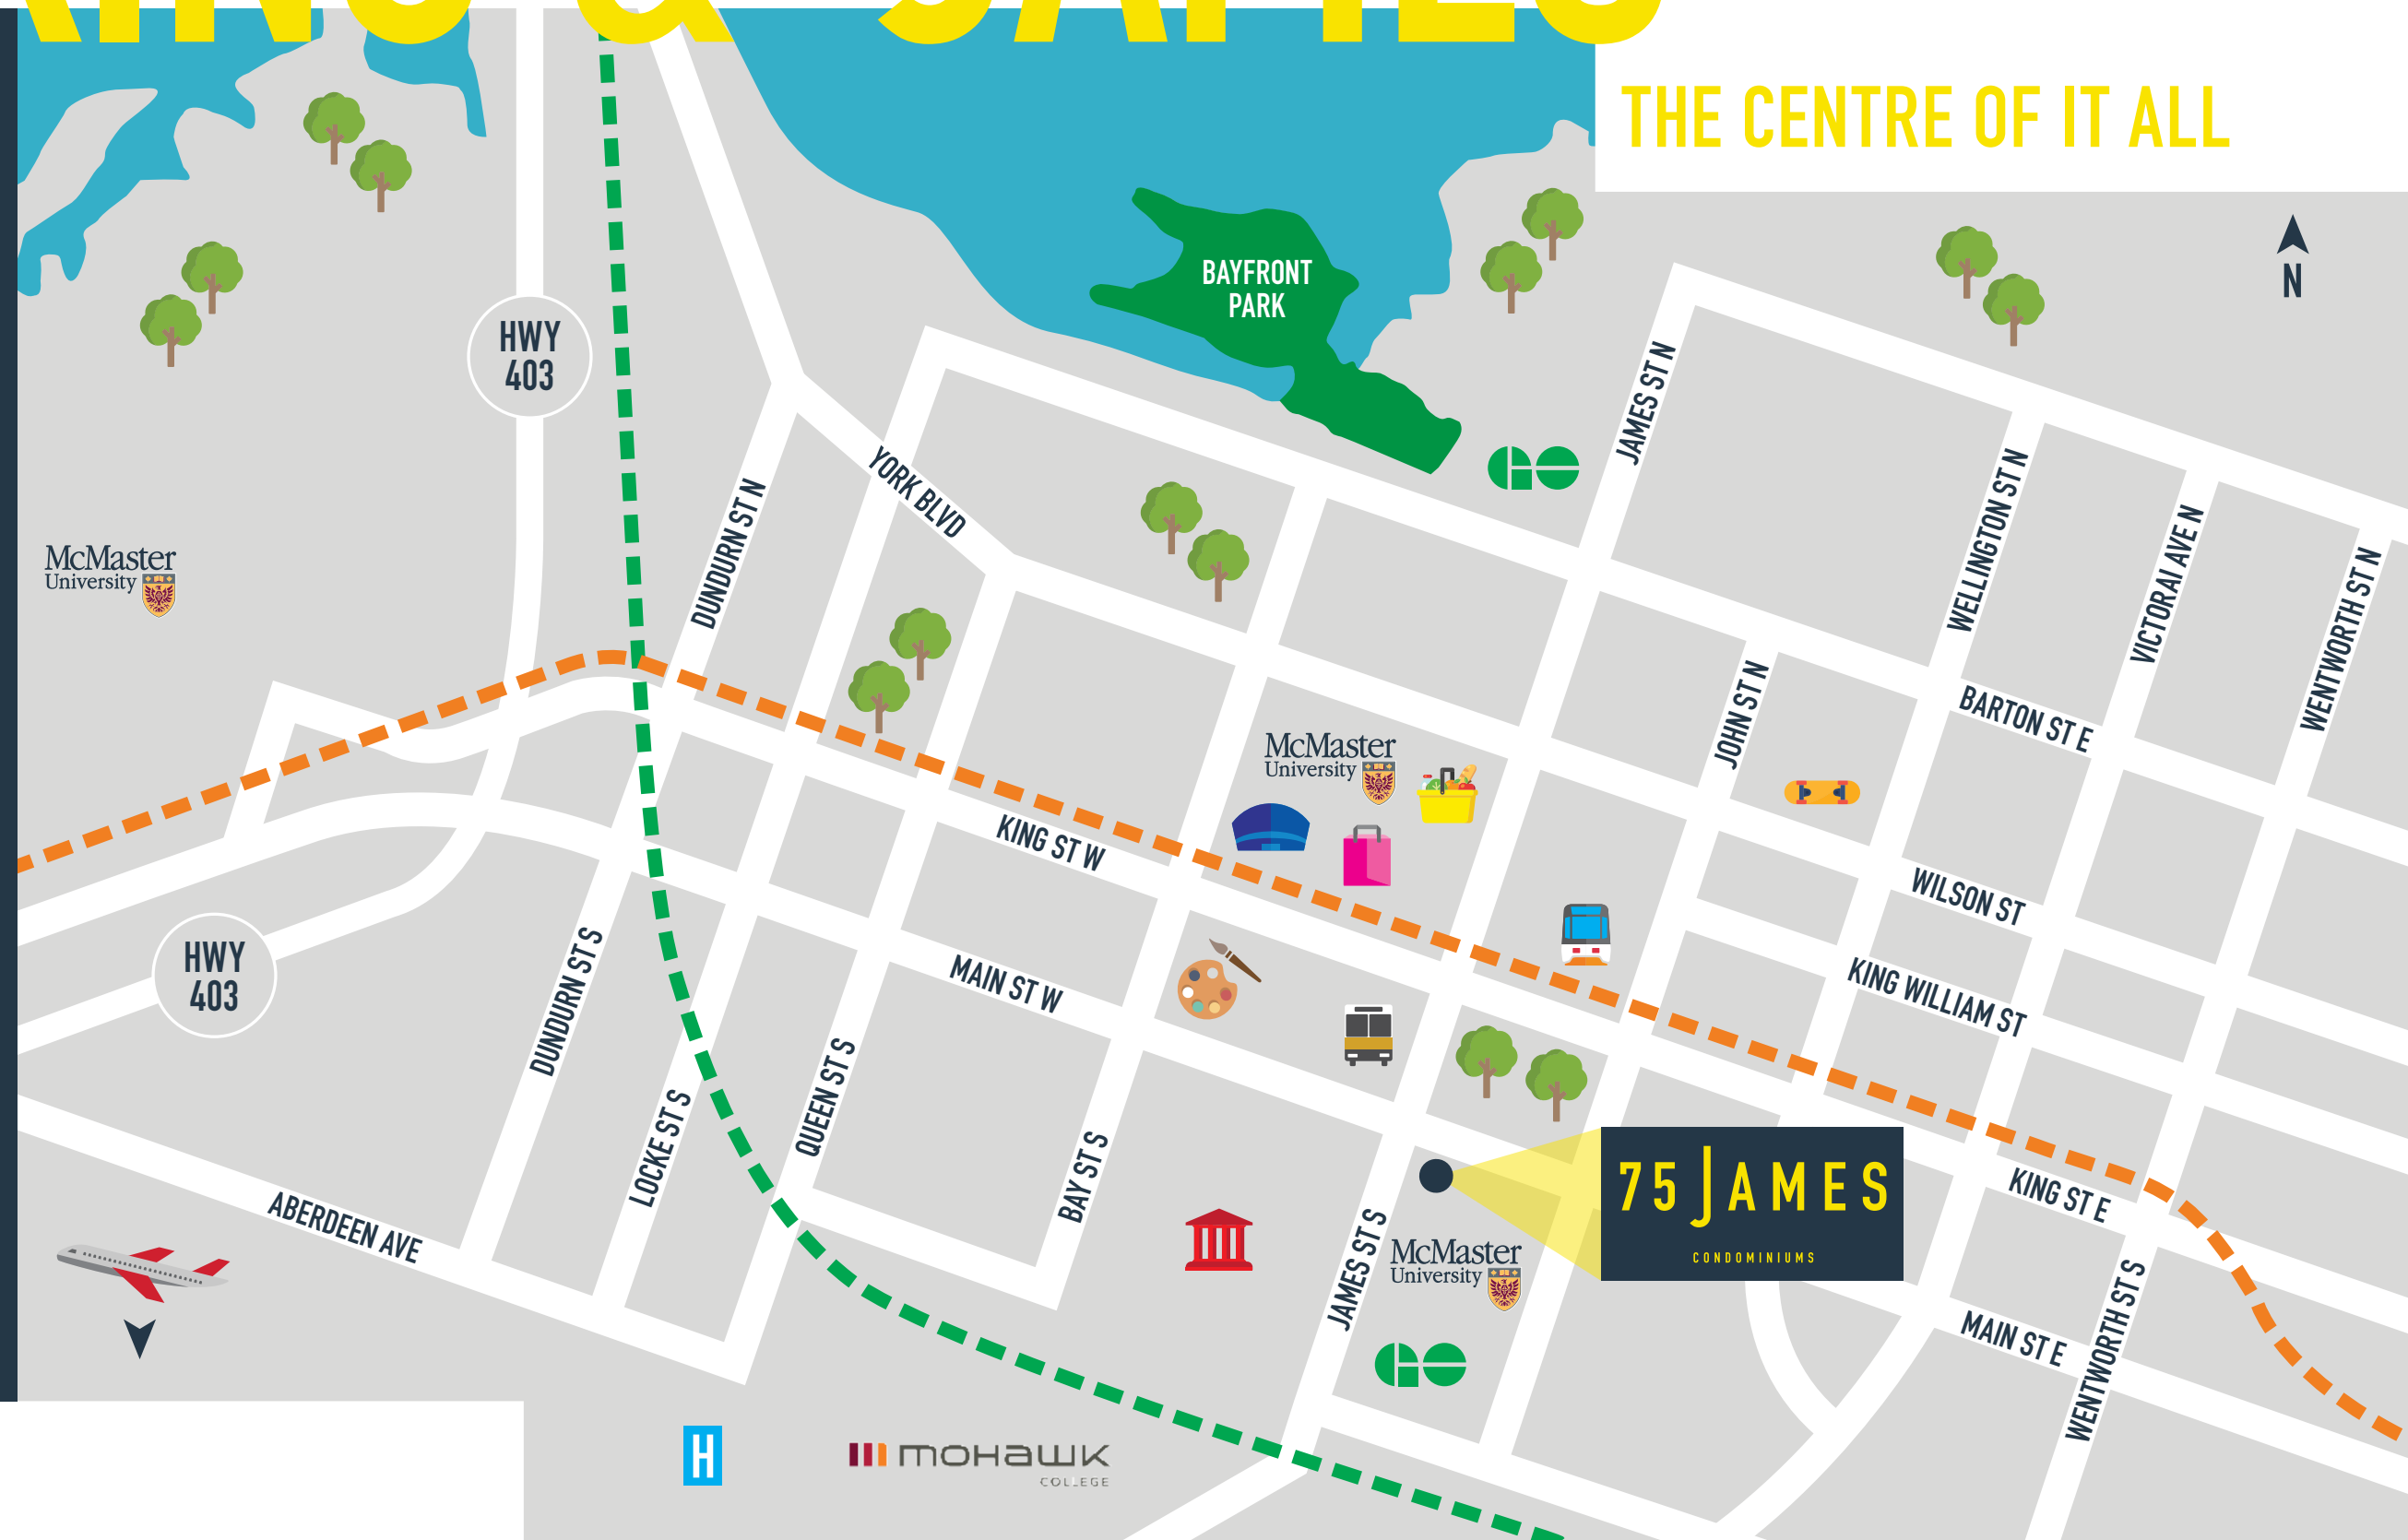 THE CENTRE OF IT ALL
N
BAYFRONT
PARK
HWY
403
JAMES ST N
YORK BLVD
DUNDURN ST N
WELLINGTON ST N
VICTORAI AVE N
WENTWORTH ST N
McMaster
University
JOHN ST N
BARTON ST E
McMaster
University
KING ST W
WILSON ST
HWY
403
MAIN ST W
KING WILLIAM ST
DUNDURN ST S
LOCKE ST S
QUEEN ST S
BAY ST S
75 JAMES
CONDOMINIUMS
KING ST E
ABERDEEN AVE
JAMES ST S
McMaster
University
MAIN ST E
WENTWORTH ST S
GO
GO
H
mohawk
COLLEGE